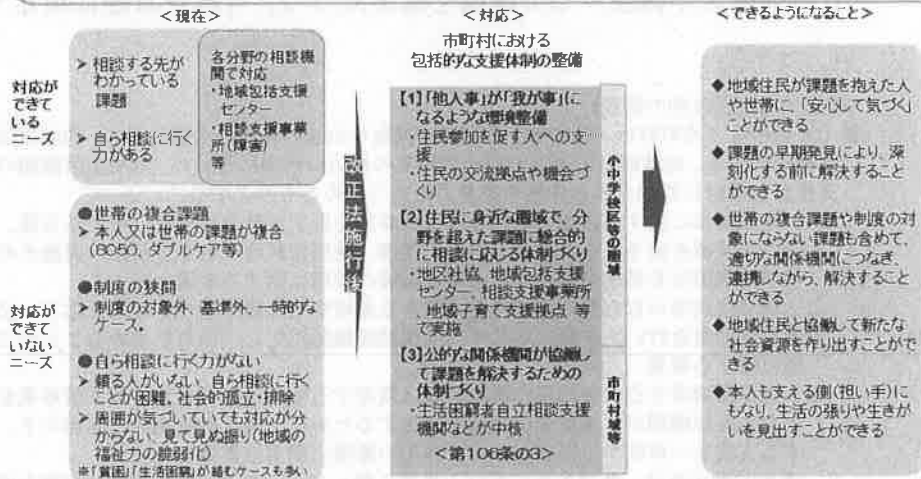 ＜現在＞
対応が
できて
いる
ニーズ
➢ 相談する先が
わかっている
課題
➢ 自ら相談に行く
力がある
各分野の相談機
関で対応
・地域包括支援
センター
・相談支援事業
所(障害)
等
対応が
できて
いない
ニーズ
●世帯の複合課題
➢ 本人又は世帯の課題が複合
(8050、ダブルケア等)
●制度の狭間
➢ 制度の対象外、基準外、一時的な
ケース。
●自ら相談に行く力がない
➢ 頼る人がいない、自ら相談に行く
ことが困難、社会的孤立・排除
➢ 周囲が気づいていても対応が分
からない、見て見ぬ振り(地域の
福祉力の脆弱化)
※「貧困」「生活困窮」が絡むケースも多い
改正法施行後
＜対応＞
市町村における
包括的な支援体制の整備
【1】「他人事」が「我が事」に
なるような環境整備
・住民参加を促す人への支
援
・住民の交流拠点や機会づ
くり
【2】住民に身近な圏域で、分
野を超えた課題に総合的
に相談に応じる体制づくり
・地区社協、地域包括支援
センター、相談支援事業所
、地域子育て支援拠点 等
で実施
【3】公的な関係機関が協働し
て課題を解決するための
体制づくり
・生活困窮者自立相談支援
機関などが中核
＜第106条の3＞
小中学校区等の圏域
市町村域等
＜できるようになること＞
◆地域住民が課題を抱えた人
や世帯に、「安心して気づく」
ことができる
◆課題の早期発見により、深
刻化する前に解決すること
ができる
◆世帯の複合課題や制度の対
象にならない課題も含めて、
適切な関係機関につなぎ、
連携しながら、解決すること
ができる
◆地域住民と協働して新たな
社会資源を作り出すことがで
きる
◆本人も支える側(担い手)に
もなり、生活の張りや生きが
いを見出すことができる